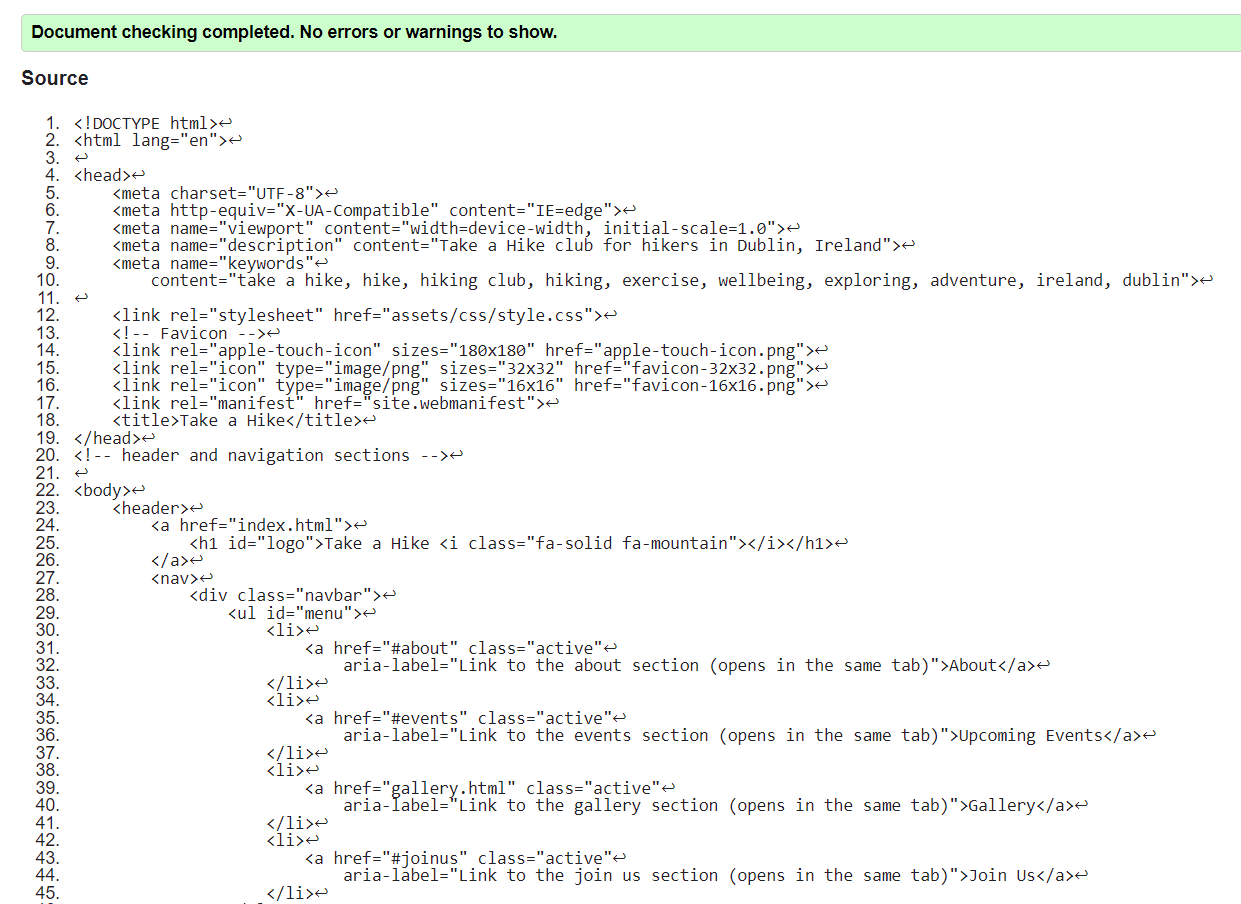 Document checking completed. No errors or warnings to show.
Source
1. <!DOCTYPE html>↩
2. <html lang="en">↩
3. ↩
4. <head>↩
5.     <meta charset="UTF-8">↩
6.     <meta http-equiv="X-UA-Compatible" content="IE=edge">↩
7.     <meta name="viewport" content="width=device-width, initial-scale=1.0">↩
8.     <meta name="description" content="Take a Hike club for hikers in Dublin, Ireland">↩
9.     <meta name="keywords"↩
10.         content="take a hike, hike, hiking club, hiking, exercise, wellbeing, exploring, adventure, ireland, dublin">↩
11. ↩
12.     <link rel="stylesheet" href="assets/css/style.css">↩
13.     <!-- Favicon -->↩
14.     <link rel="apple-touch-icon" sizes="180x180" href="apple-touch-icon.png">↩
15.     <link rel="icon" type="image/png" sizes="32x32" href="favicon-32x32.png">↩
16.     <link rel="icon" type="image/png" sizes="16x16" href="favicon-16x16.png">↩
17.     <link rel="manifest" href="site.webmanifest">↩
18.     <title>Take a Hike</title>↩
19. </head>↩
20. <!-- header and navigation sections -->↩
21. ↩
22. <body>↩
23.     <header>↩
24.         <a href="index.html">↩
25.             <h1 id="logo">Take a Hike <i class="fa-solid fa-mountain"></i></h1>↩
26.         </a>↩
27.         <nav>↩
28.             <div class="navbar">↩
29.                 <ul id="menu">↩
30.                     <li>↩
31.                         <a href="#about" class="active"↩
32.                             aria-label="Link to the about section (opens in the same tab)">About</a>↩
33.                     </li>↩
34.                     <li>↩
35.                         <a href="#events" class="active"↩
36.                             aria-label="Link to the events section (opens in the same tab)">Upcoming Events</a>↩
37.                     </li>↩
38.                     <li>↩
39.                         <a href="gallery.html" class="active"↩
40.                             aria-label="Link to the gallery section (opens in the same tab)">Gallery</a>↩
41.                     </li>↩
42.                     <li>↩
43.                         <a href="#joinus" class="active"↩
44.                             aria-label="Link to the join us section (opens in the same tab)">Join Us</a>↩
45.                     </li>↩